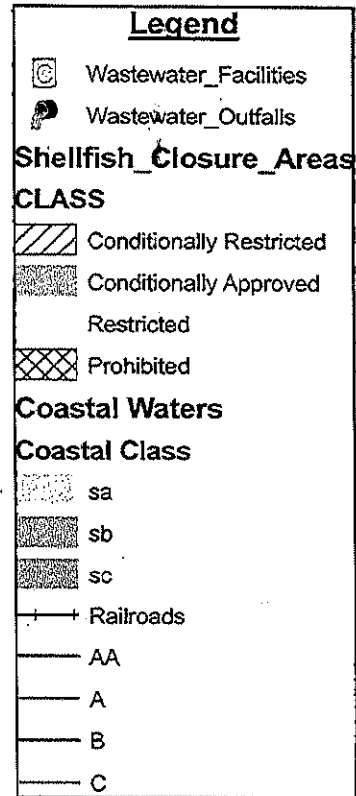 Legend
Wastewater_Facilities
Wastewater_Outfalls
Shellfish_Closure_Areas
CLASS
Conditionally Restricted
Conditionally Approved
Restricted
Prohibited
Coastal Waters
Coastal Class
sa
sb
sc
Railroads
AA
A
B
C